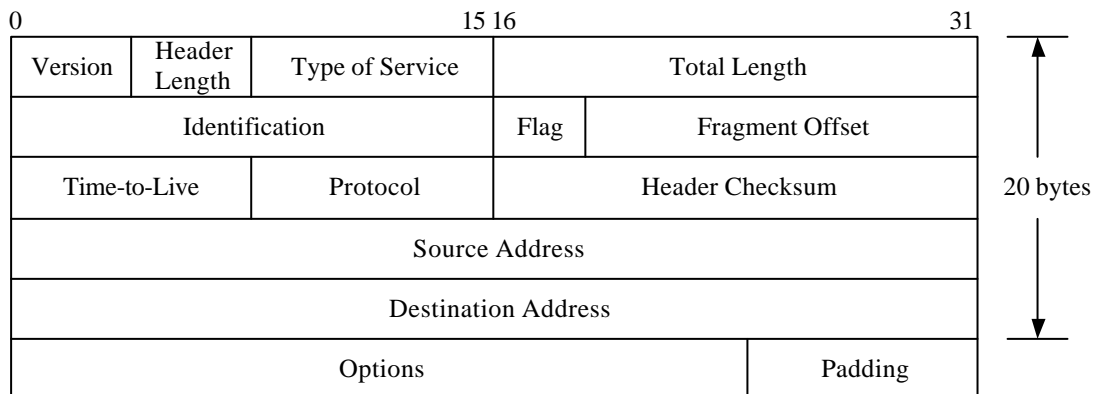 0 15 16 31
Version Header Length Type of Service Total Length
Identification Flag Fragment Offset
Time-to-Live Protocol Header Checksum
20 bytes
Source Address
Destination Address
Options Padding